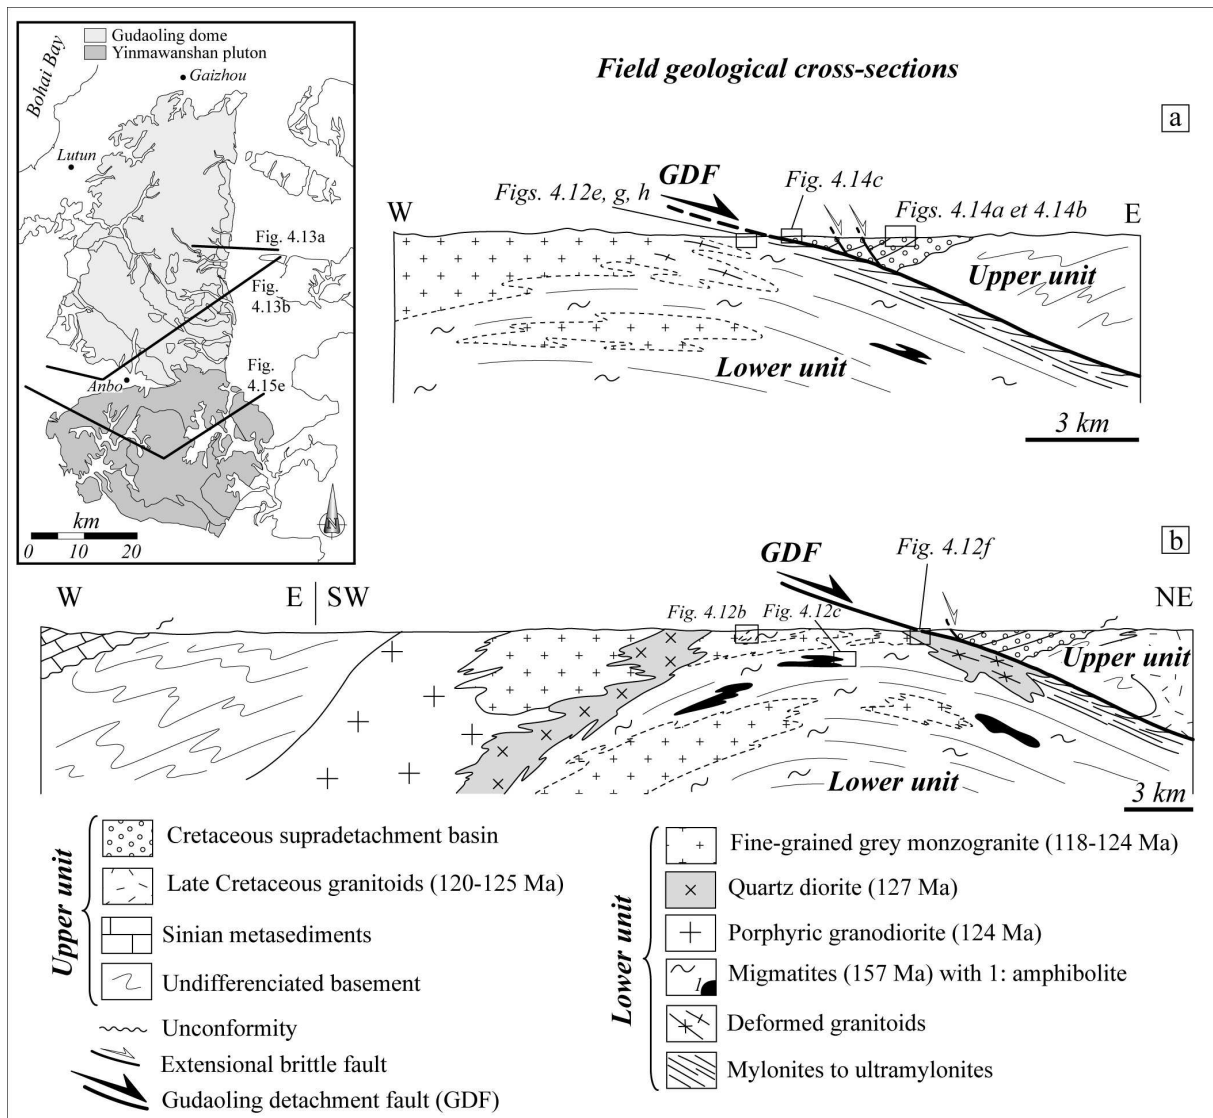 Gudaoling dome
Yinmawanshan pluton
Bohai Bay
Gaizhou
Lutun
Fig. 4.13a
Fig.
4.13b
Fig.
4.15e
Anbo
km
0 10 20
N
Field geological cross-sections
a
Figs. 4.12e, g, h
GDF
Fig. 4.14c
Figs. 4.14a et 4.14b
W
E
Upper unit
Lower unit
3 km
b
GDF
Fig. 4.12f
W
E
SW
NE
Fig. 4.12b
Fig. 4.12c
Upper unit
Lower unit
3 km
Upper unit
Cretaceous supradetachment basin
Late Cretaceous granitoids (120-125 Ma)
Sinian metasediments
Undifferenciated basement
Unconformity
Extensional brittle fault
Gudaoling detachment fault (GDF)
Lower unit
Fine-grained grey monzogranite (118-124 Ma)
Quartz diorite (127 Ma)
Porphyric granodiorite (124 Ma)
1
Migmatites (157 Ma) with 1: amphibolite
Deformed granitoids
Mylonites to ultramylonites